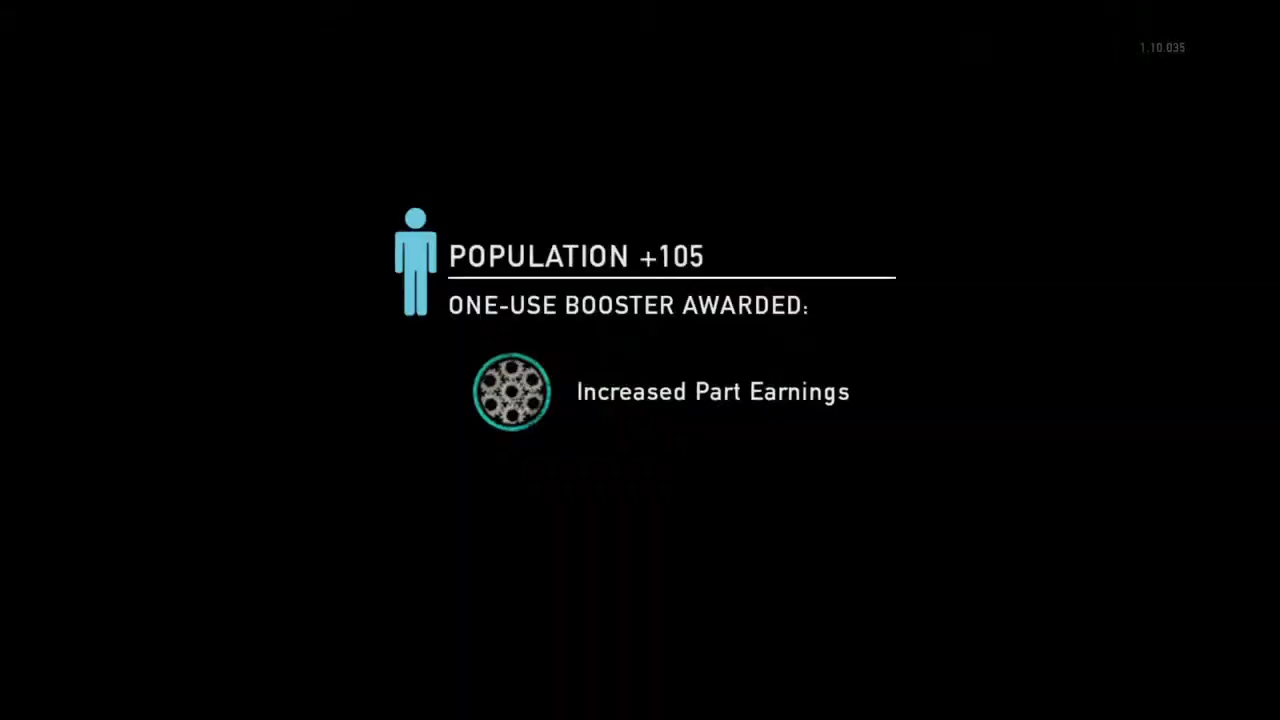 1.10.035
POPULATION +105
ONE-USE BOOSTER AWARDED:
Increased Part Earnings